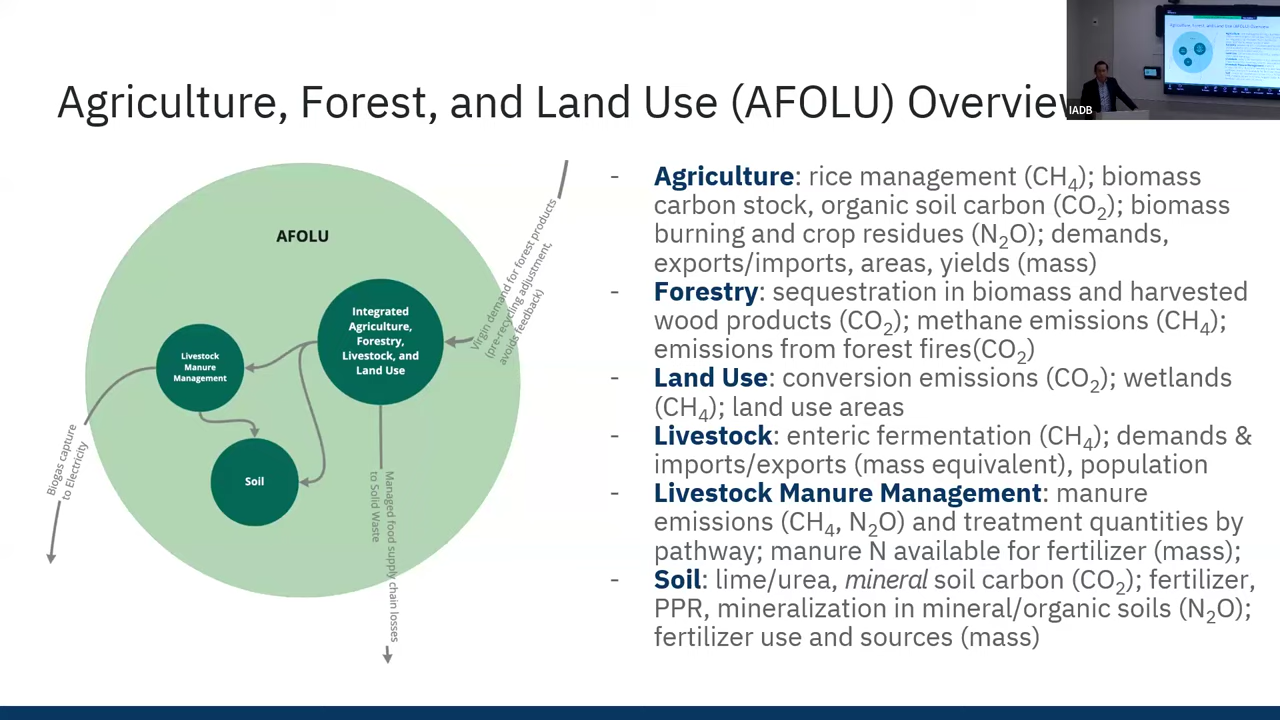 Agriculture, Forest, and Land Use (AFOLU) Overview
IADB
AFOLU
Integrated
Agriculture,
Forestry,
Livestock, and
Land Use
Livestock
Manure
Management
Soil
Virgin demand for forest products
(pre-recycling adjustment,
avoids feedback)
Biogas capture
to Electricity
Managed food supply chain losses
to Solid Waste
- Agriculture: rice management (CH₄); biomass
carbon stock, organic soil carbon (CO₂); biomass
burning and crop residues (N₂O); demands,
exports/imports, areas, yields (mass)
- Forestry: sequestration in biomass and harvested
wood products (CO₂); methane emissions (CH₄);
emissions from forest fires(CO₂)
- Land Use: conversion emissions (CO₂); wetlands
(CH₄); land use areas
- Livestock: enteric fermentation (CH₄); demands &
imports/exports (mass equivalent), population
- Livestock Manure Management: manure
emissions (CH₄, N₂O) and treatment quantities by
pathway; manure N available for fertilizer (mass);
- Soil: lime/urea, mineral soil carbon (CO₂); fertilizer,
PPR, mineralization in mineral/organic soils (N₂O);
fertilizer use and sources (mass)